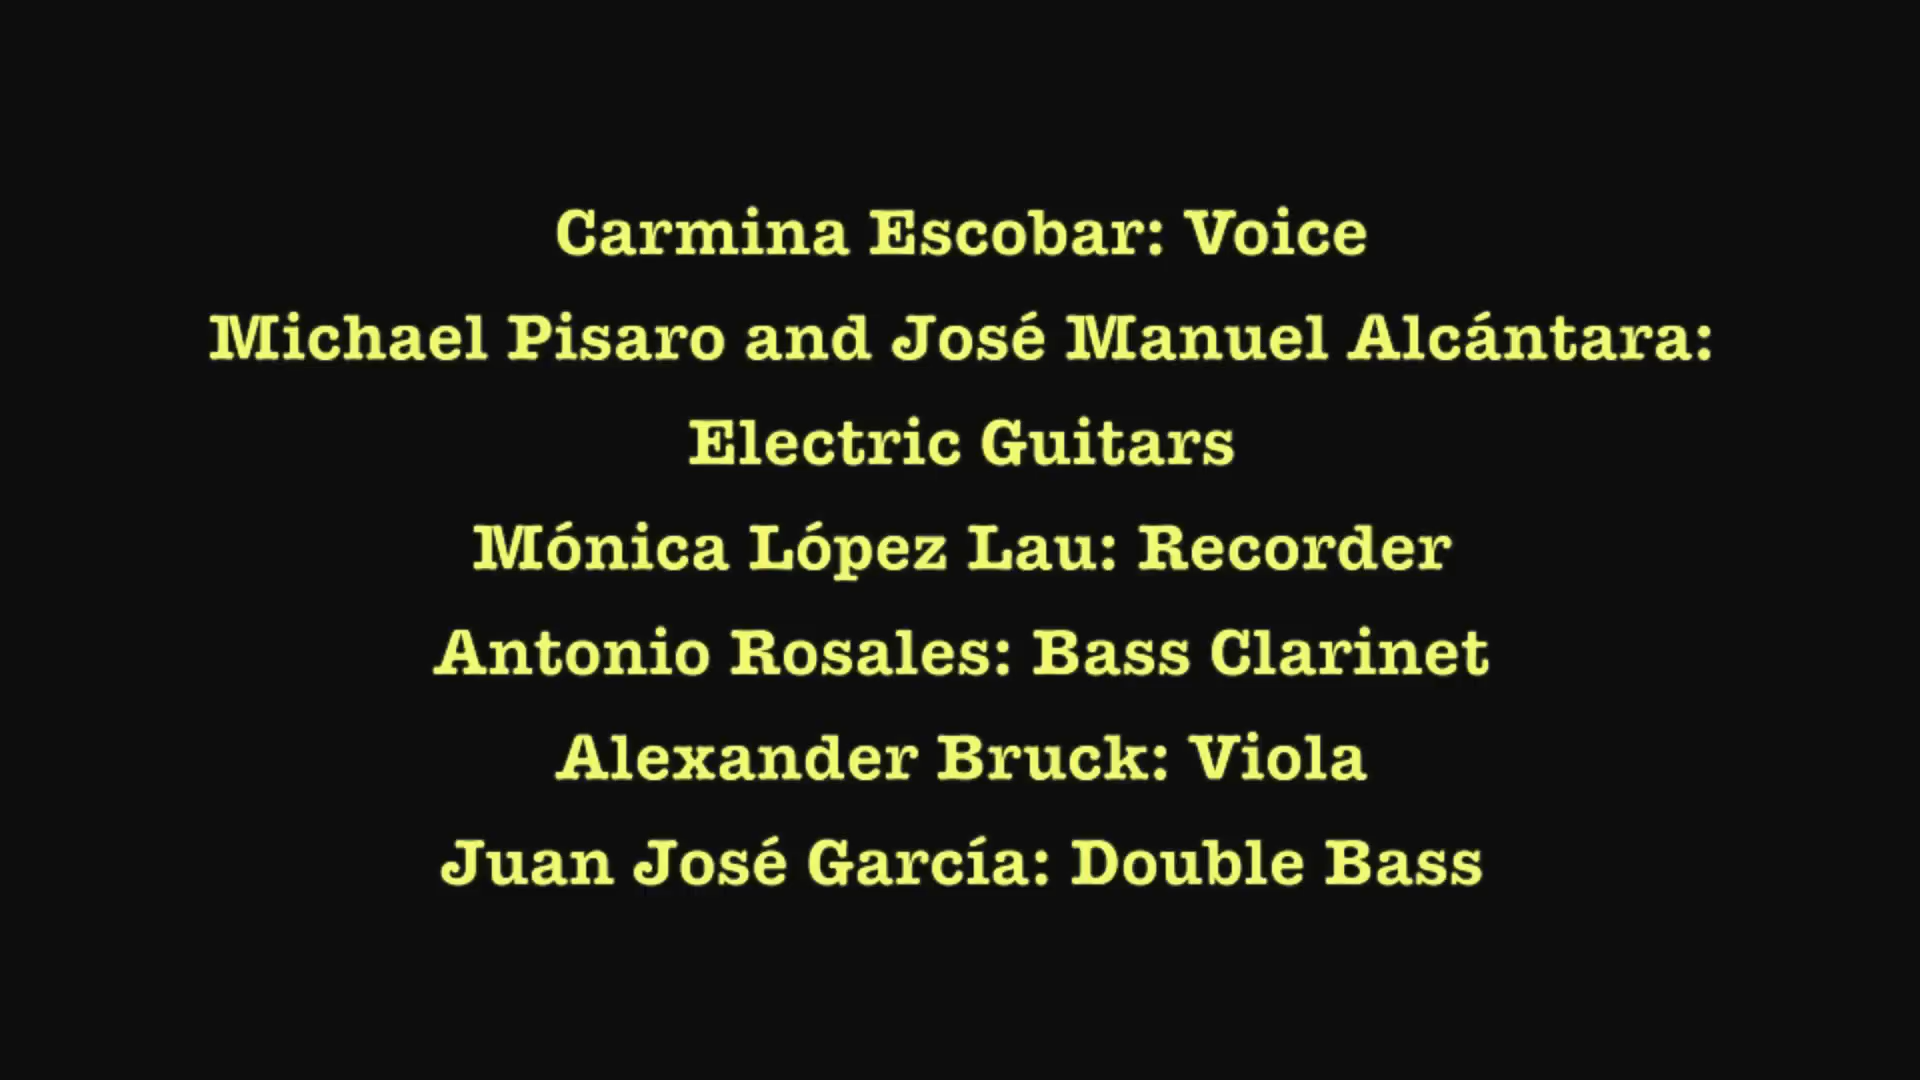 Carmina Escobar: Voice
Michael Pisaro and José Manuel Alcántara:
Electric Guitars
Mónica López Lau: Recorder
Antonio Rosales: Bass Clarinet
Alexander Bruck: Viola
Juan José García: Double Bass